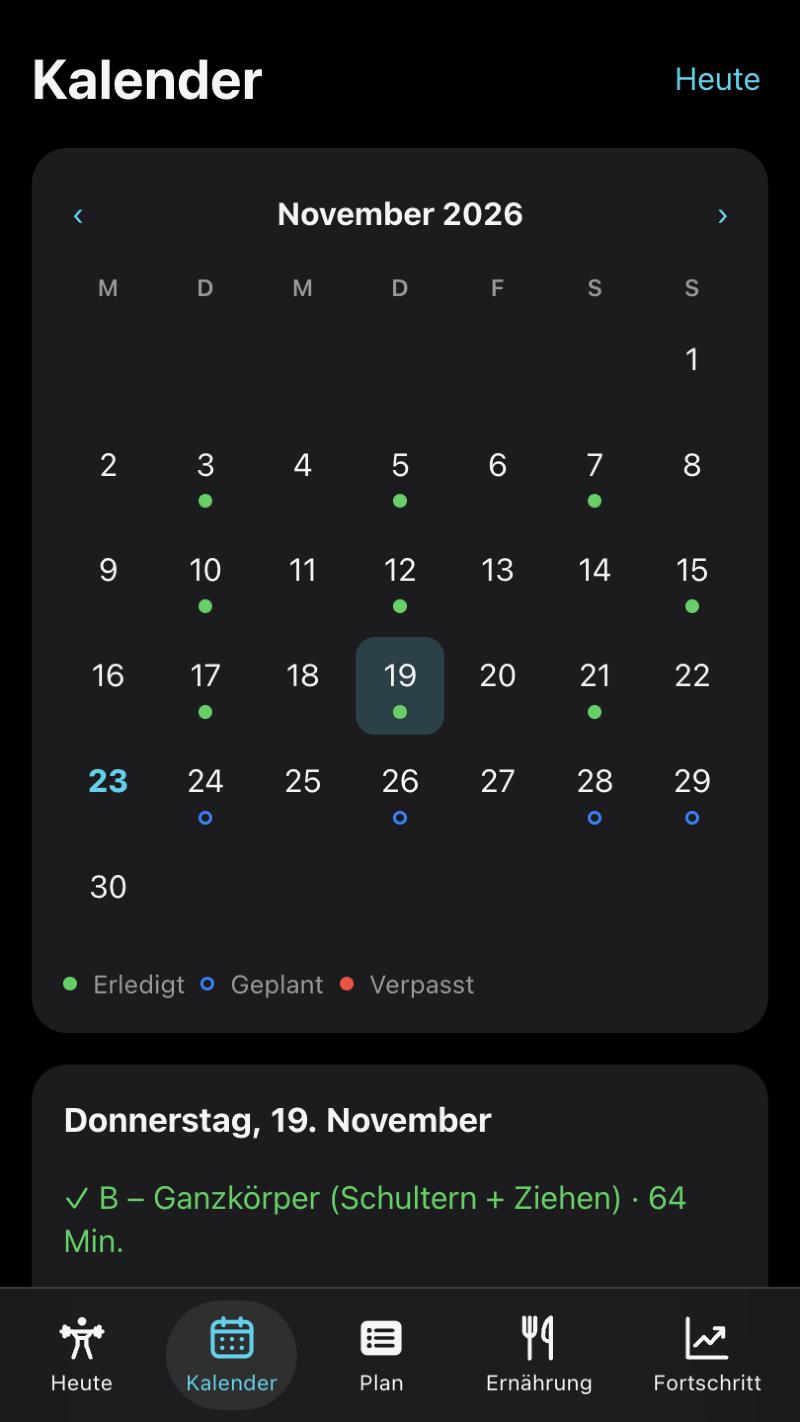 Kalender
Heute
‹ November 2026 ›
M D M D F S S
1
2 3 4 5 6 7 8
9 10 11 12 13 14 15
16 17 18 19 20 21 22
23 24 25 26 27 28 29
30
Erledigt Geplant Verpasst
Donnerstag, 19. November
✓ B – Ganzkörper (Schultern + Ziehen) · 64
Min.
Heute Kalender Plan Ernährung Fortschritt